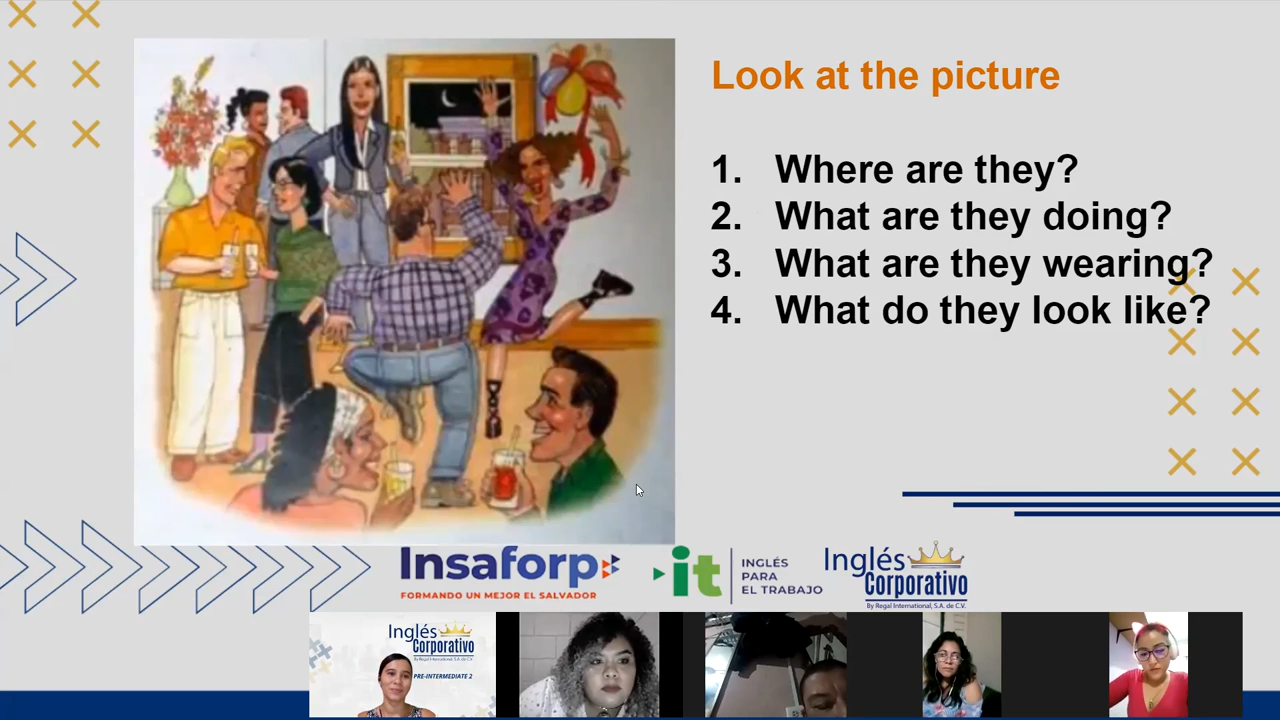 Look at the picture
1. Where are they?
2. What are they doing?
3. What are they wearing?
4. What do they look like?
Insaforp
FORMANDO UN MEJOR EL SALVADOR
it
INGLÉS
PARA
EL TRABAJO
Inglés
Corporativo
By Regal International, S.A. de C.V.
Inglés
Corporativo
By Regal International, S.A. de C.V.
PRE-INTERMEDIATE 2